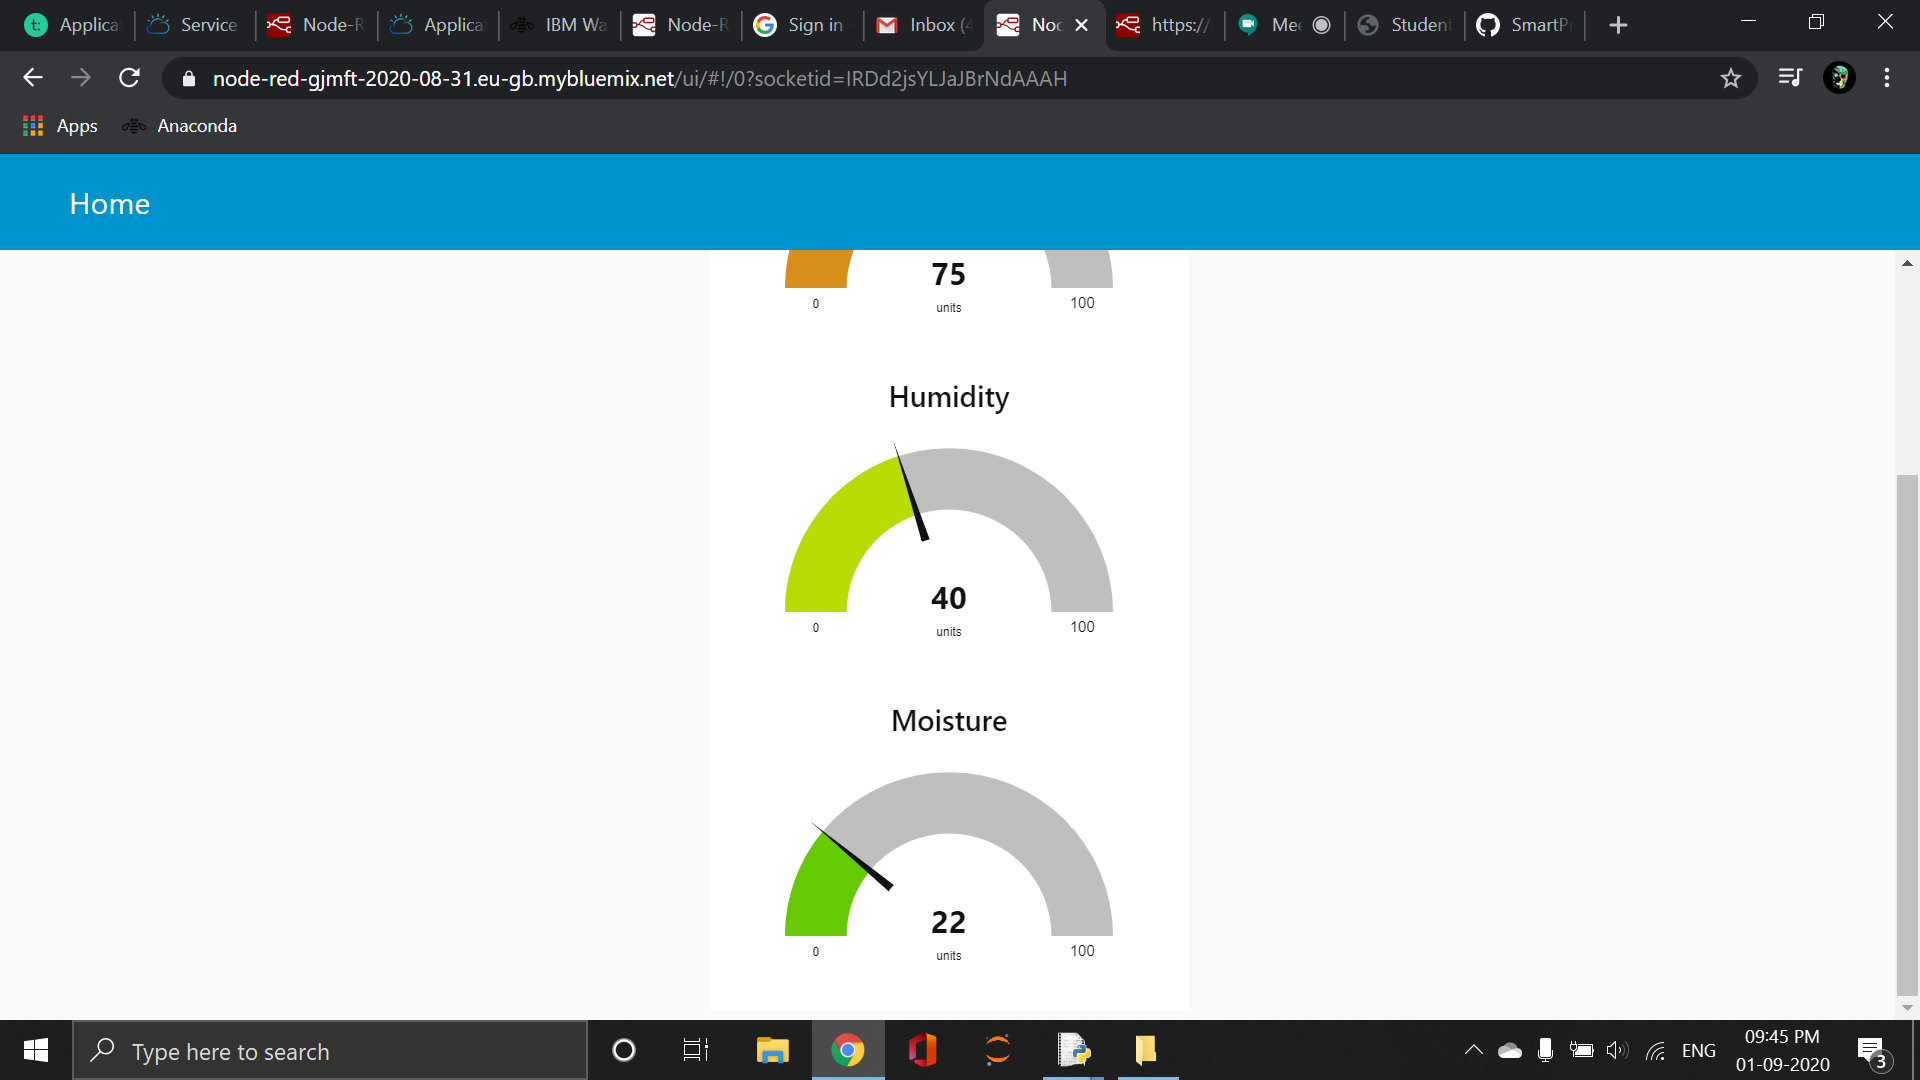 Applica Service Node-R Applica IBM Wa Node-R Sign in Inbox (4 Noc https:// Mee Student SmartPr
node-red-gjmft-2020-08-31.eu-gb.mybluemix.net/ui/#!/0?socketid=IRDd2jsYLJaJBrNdAAAH
Apps Anaconda
Home
75
0 units 100
Humidity
40
0 units 100
Moisture
22
0 units 100
Type here to search
ENG
09:45 PM
01-09-2020
3